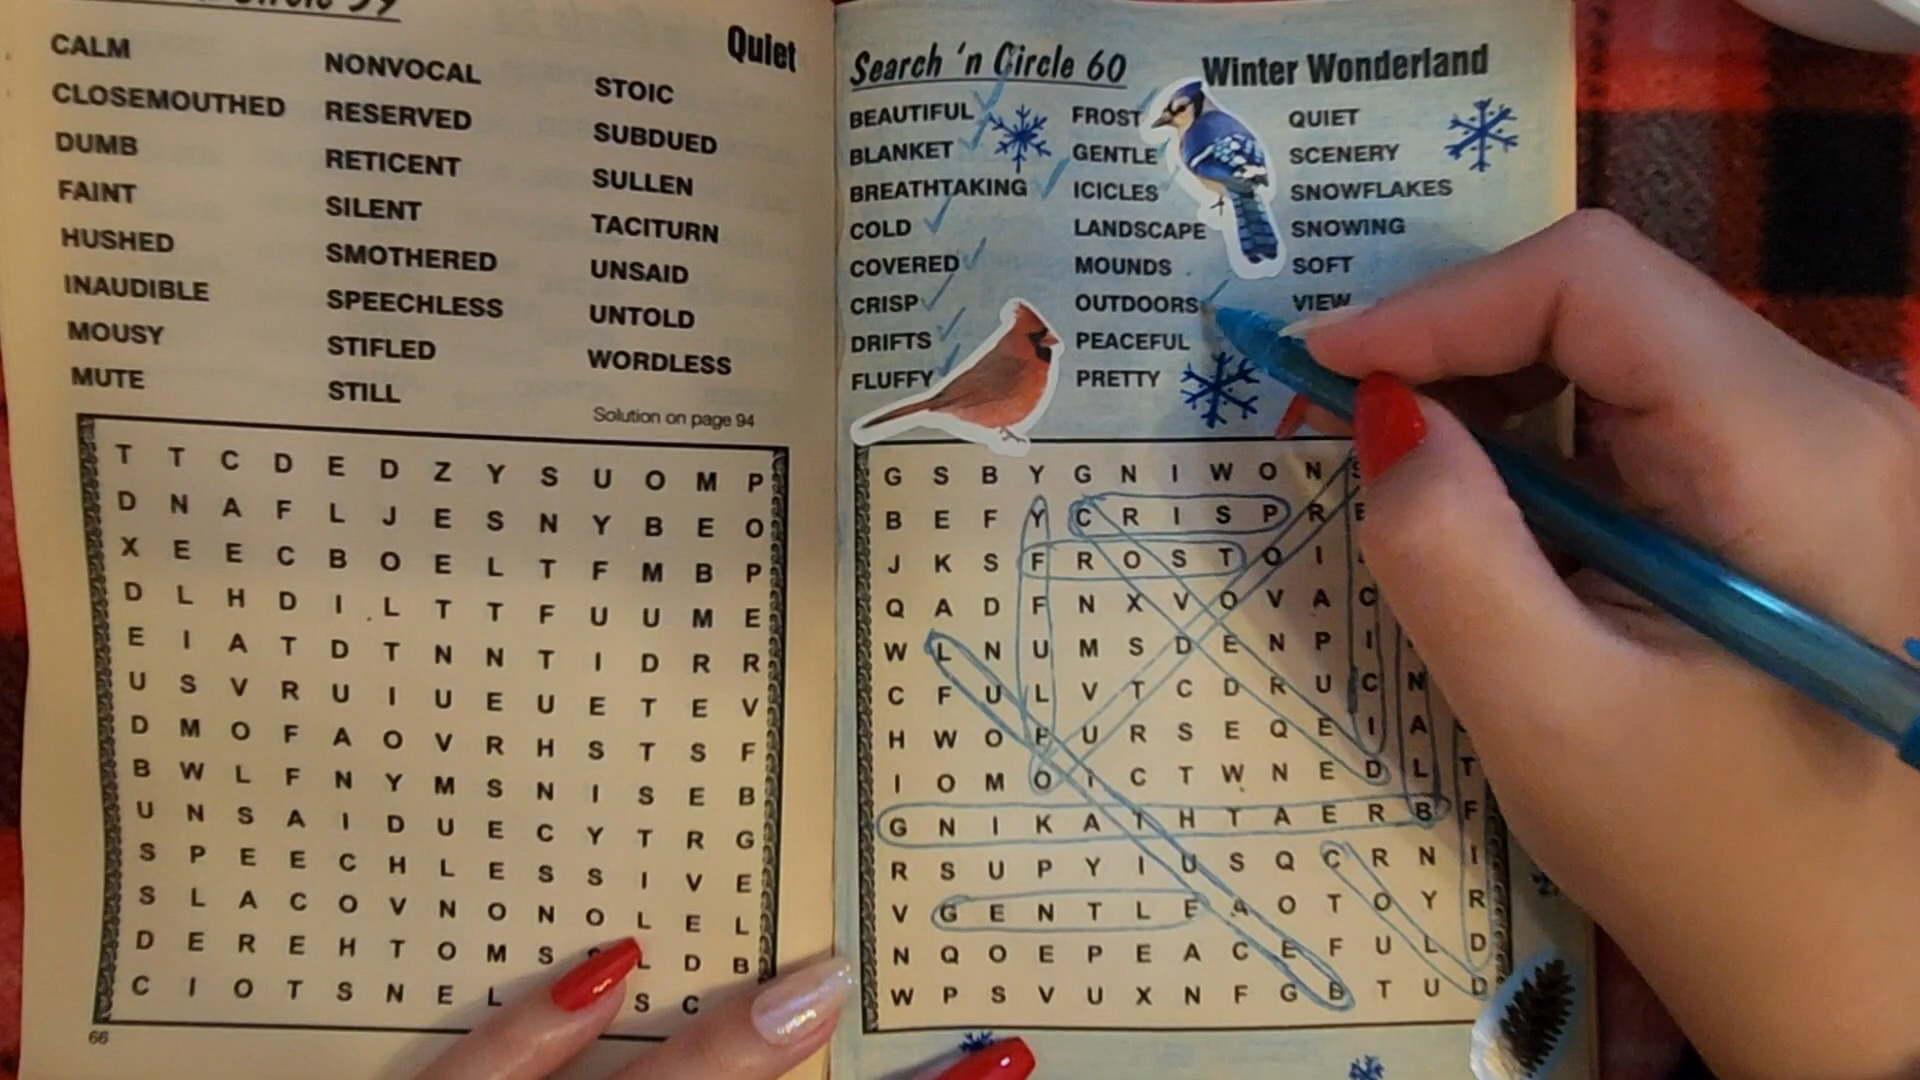 Quiet
CALM
CLOSEMOUTHED
DUMB
FAINT
HUSHED
INAUDIBLE
MOUSY
MUTE
NONVOCAL
RESERVED
RETICENT
SILENT
SMOTHERED
SPEECHLESS
STIFLED
STILL
STOIC
SUBDUED
SULLEN
TACITURN
UNSAID
UNTOLD
WORDLESS
Solution on page 94
T T C D E D Z Y S U O M P
D N A F L J E S N Y B E O
X E E C B O E L T F M B P
D L H D I L T T F U U M E
E I A T D T N N T I D R R
U S V R U I U E U E T E V
D M O F A O V R H S T S F
B W L F N Y M S N I S E B
U N S A I D U E C Y T R G
S P E E C H L E S S I V E
S L A C O V N O N O L E L
D E R E H T O M S L D B
C I O T S N E L S C
66
Search 'n Circle 60
Winter Wonderland
BEAUTIFUL
BLANKET
BREATHTAKING
COLD
COVERED
CRISP
DRIFTS
FLUFFY
FROST
GENTLE
ICICLES
LANDSCAPE
MOUNDS
OUTDOORS
PEACEFUL
PRETTY
QUIET
SCENERY
SNOWFLAKES
SNOWING
SOFT
VIEW
G S B Y G N I W O N S
B E F Y C R I S P R E
J K S F R O S T O I
Q A D F N X V O V A C
W L N U M S D E N P I
C F U L V T C D R U C N
H W O F U R S E Q E I A
I O M O I C T W N E D L T
G N I K A T H T A E R B F
R S U P Y I U S Q C R N I
V G E N T L E A O T O Y R
N Q O E P E A C E F U L D
W P S V U X N F G B T U D